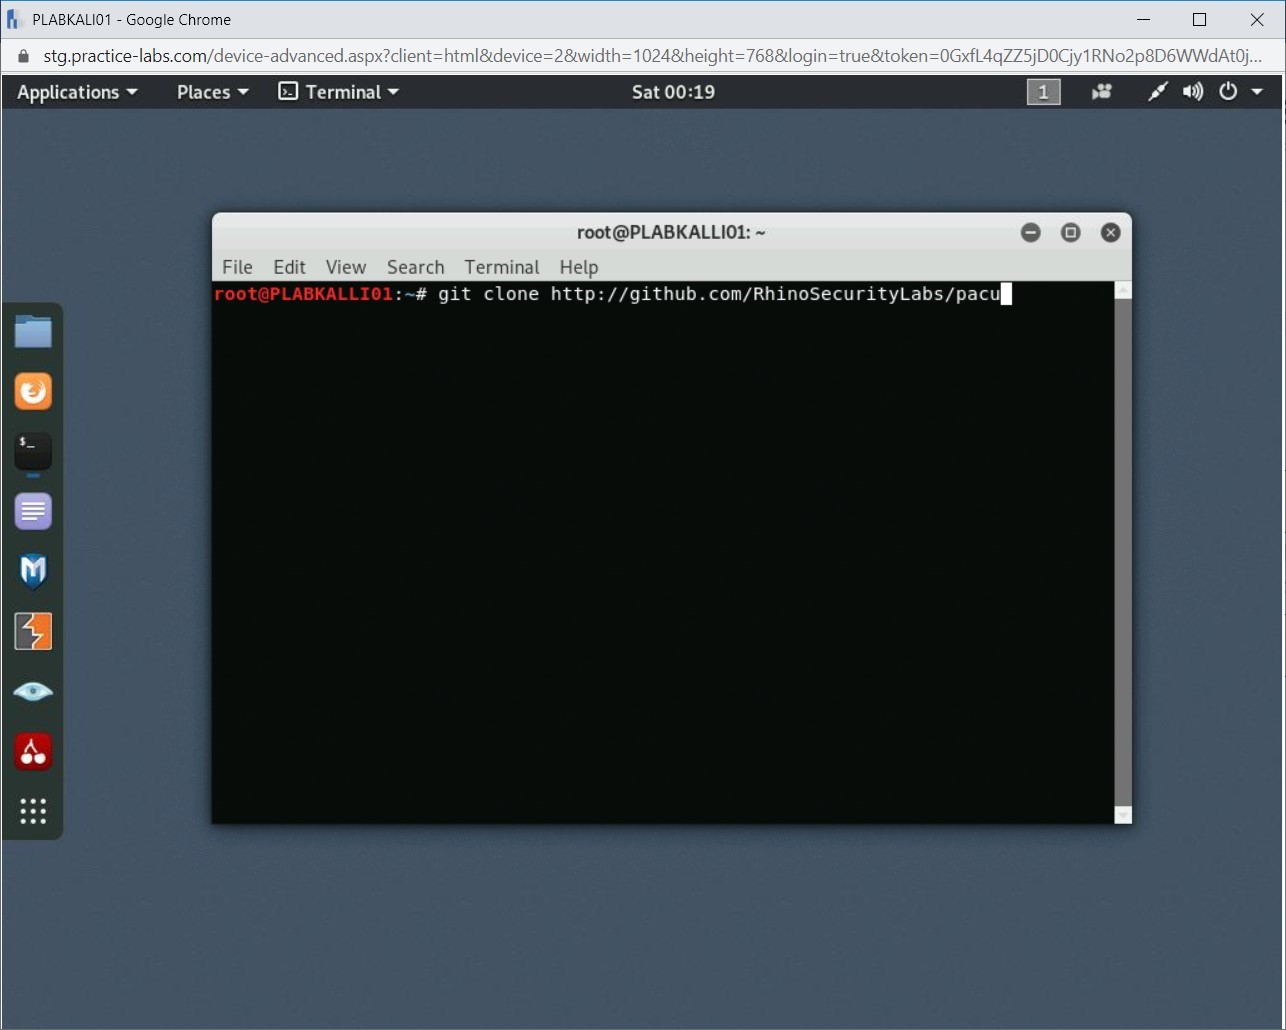 PLABKALI01 - Google Chrome
stg.practice-labs.com/device-advanced.aspx?client=html&device=2&width=1024&height=768&login=true&token=0GxfL4qZZ5jD0Cjy1RNo2p8D6WWdAt0j...
Applications Places Terminal Sat 00:19 1
root@PLABKALLI01: ~
File Edit View Search Terminal Help
root@PLABKALLI01:~# git clone http://github.com/RhinoSecurityLabs/pacu
$_